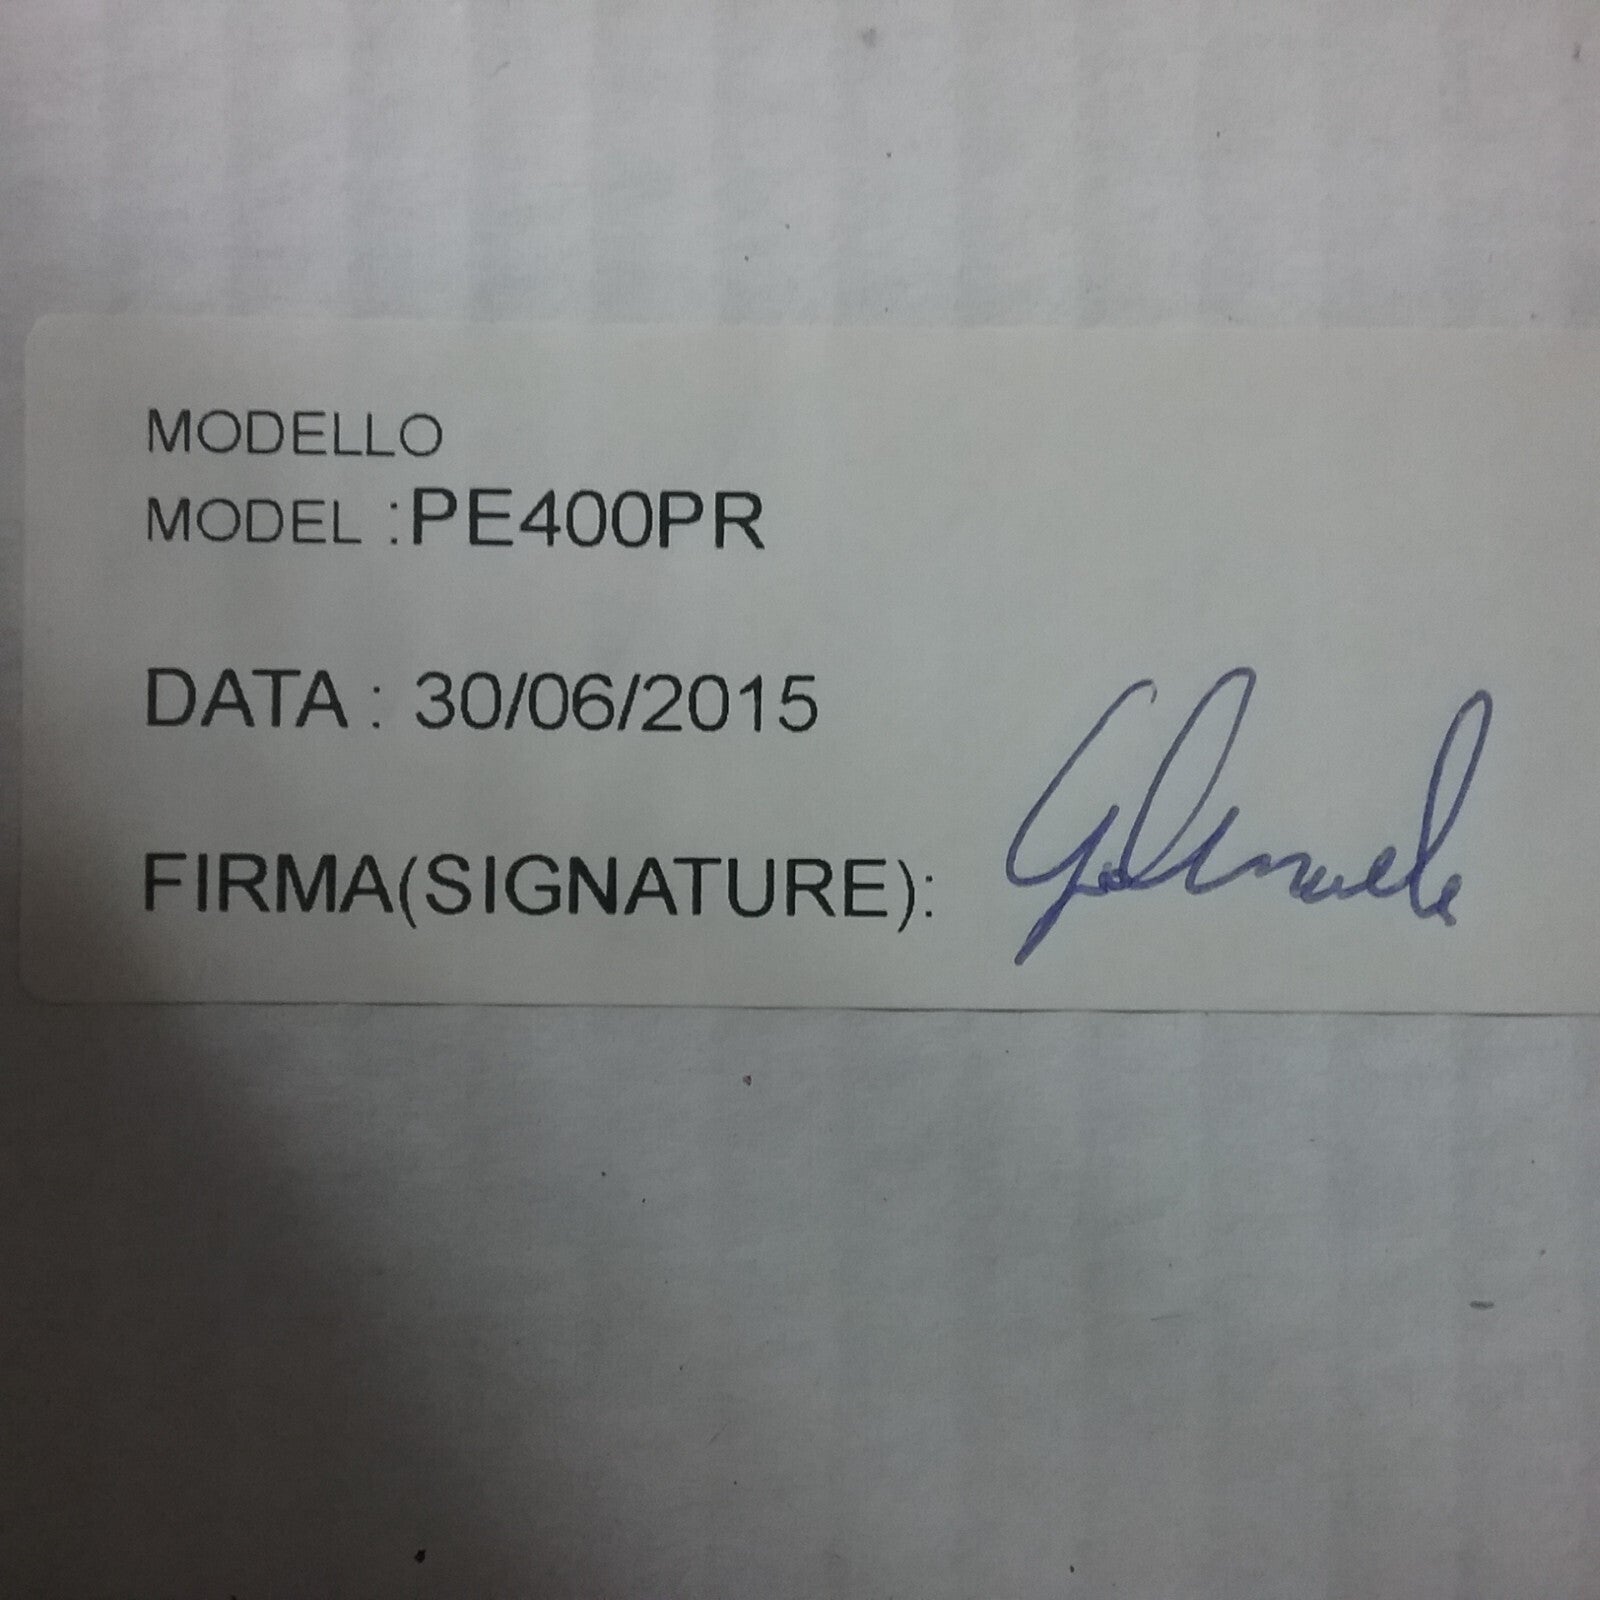 MODELLO
MODEL :PE400PR
DATA : 30/06/2015
FIRMA(SIGNATURE):